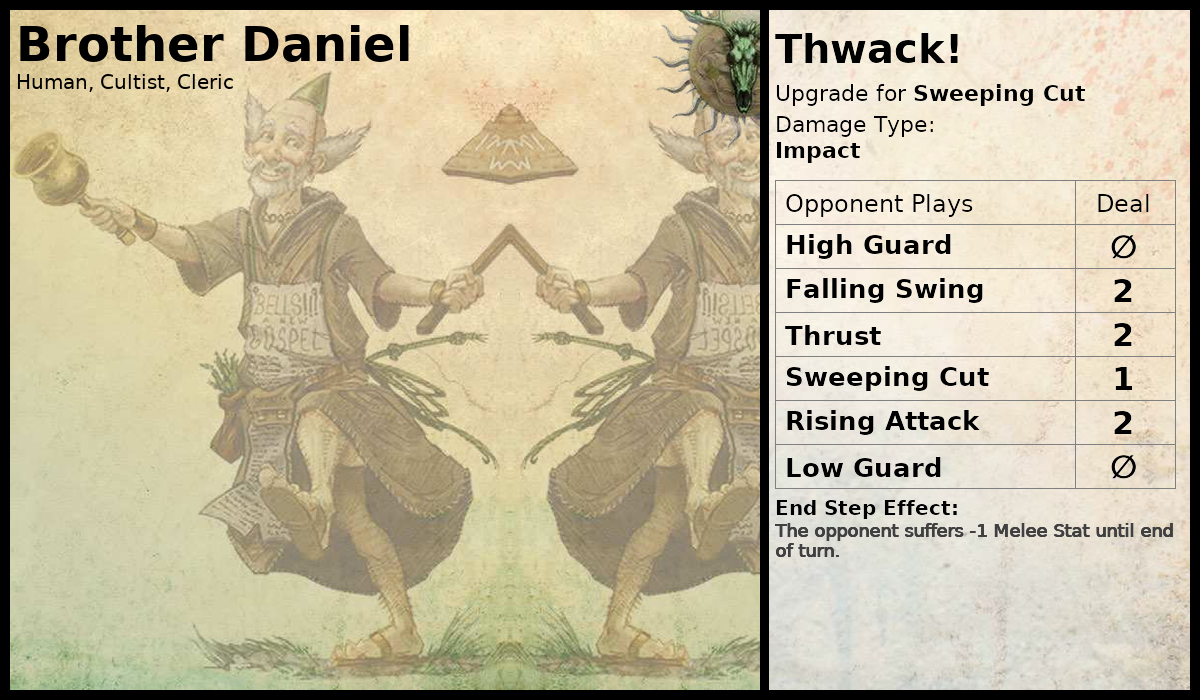 Brother Daniel
Human, Cultist, Cleric
Thwack!
Upgrade for Sweeping Cut
Damage Type:
Impact
Opponent Plays Deal
High Guard ∅
Falling Swing 2
Thrust 2
Sweeping Cut 1
Rising Attack 2
Low Guard ∅
End Step Effect:
The opponent suffers -1 Melee Stat until end
of turn.